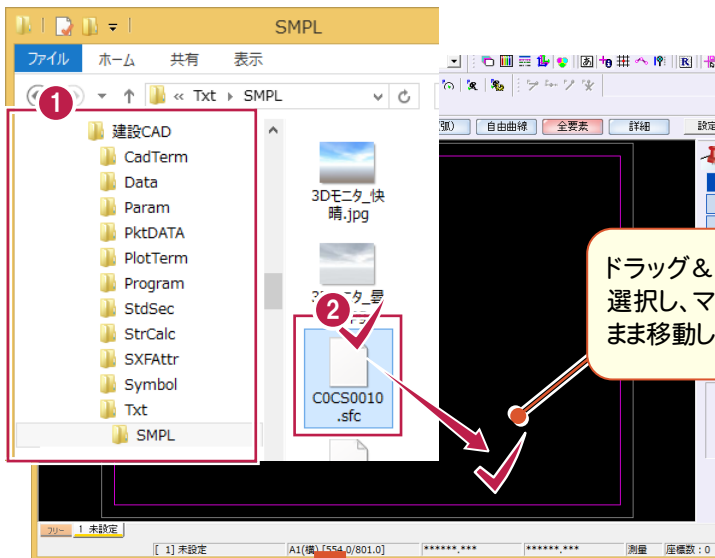 SMPL
ファイル ホーム 共有 表示
« Txt ▸ SMPL
1
建設CAD
CadTerm
Data
Param
PktDATA
PlotTerm
Program
StdSec
StrCalc
SXFAttr
Symbol
Txt
SMPL
3Dモニタ_快
晴.jpg
2
C0CS0010
.sfc
自由曲線 全要素 詳細 設定
ドラッグ＆
選択し、マ
まま移動し
フリー 1 未設定
[ 1] 未設定 A1(横) [554.0/801.0] ******.*** ******.*** 測量 座標数：0